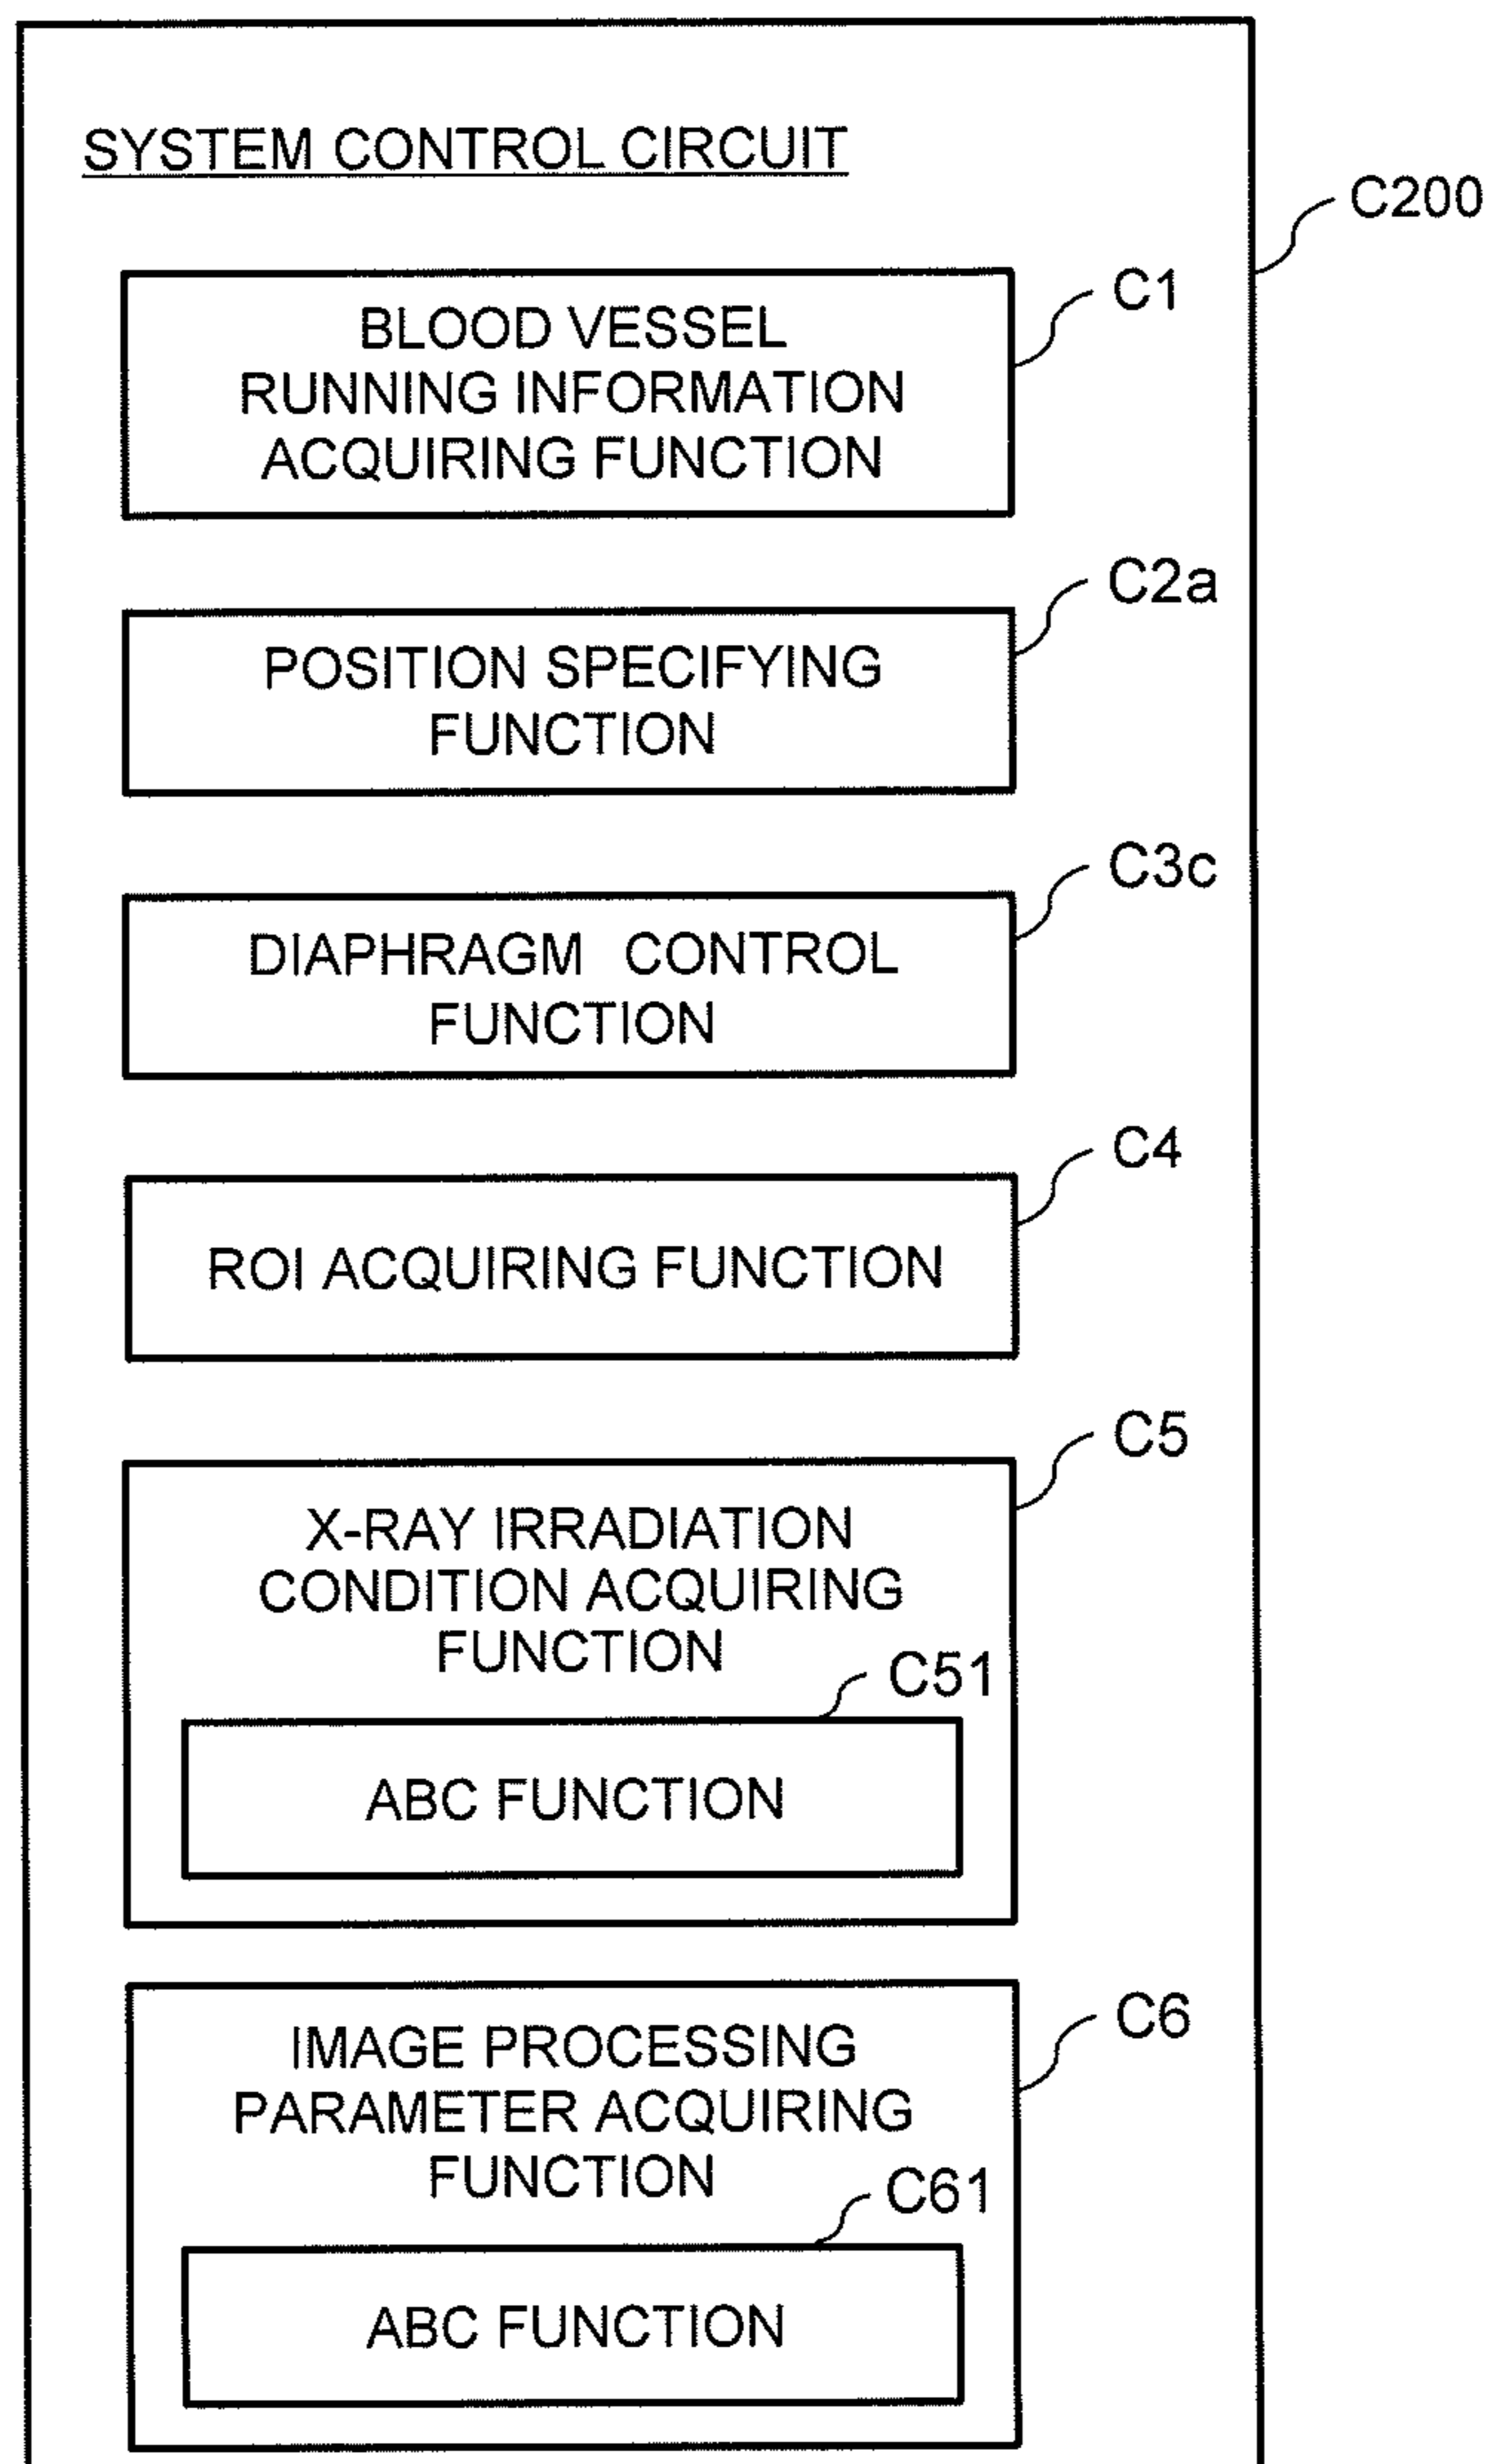 SYSTEM CONTROL CIRCUIT
C200
C1
BLOOD VESSEL
RUNNING INFORMATION
ACQUIRING FUNCTION
C2a
POSITION SPECIFYING
FUNCTION
C3c
DIAPHRAGM CONTROL
FUNCTION
C4
ROI ACQUIRING FUNCTION
C5
X-RAY IRRADIATION
CONDITION ACQUIRING
FUNCTION
C51
ABC FUNCTION
C6
IMAGE PROCESSING
PARAMETER ACQUIRING
FUNCTION
C61
ABC FUNCTION